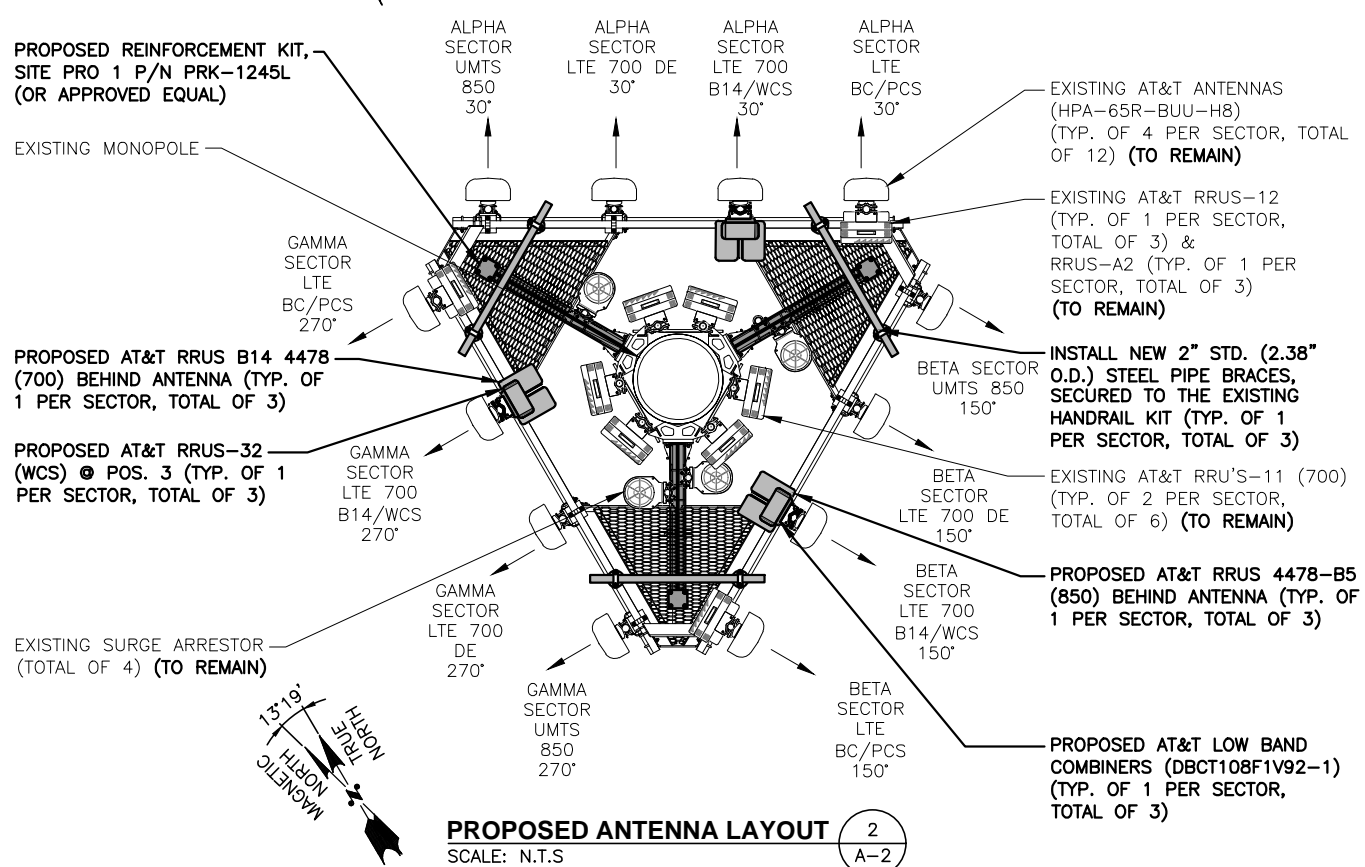 PROPOSED REINFORCEMENT KIT,
SITE PRO 1 P/N PRK-1245L
(OR APPROVED EQUAL)
EXISTING MONOPOLE
ALPHA
SECTOR
UMTS
850
30°
ALPHA
SECTOR
LTE 700 DE
30°
ALPHA
SECTOR
LTE 700
B14/WCS
30°
ALPHA
SECTOR
LTE
BC/PCS
30°
EXISTING AT&T ANTENNAS
(HPA-65R-BUU-H8)
(TYP. OF 4 PER SECTOR, TOTAL
OF 12) (TO REMAIN)
EXISTING AT&T RRUS-12
(TYP. OF 1 PER SECTOR,
TOTAL OF 3) &
RRUS-A2 (TYP. OF 1 PER
SECTOR, TOTAL OF 3)
(TO REMAIN)
GAMMA
SECTOR
LTE
BC/PCS
270°
PROPOSED AT&T RRUS B14 4478
(700) BEHIND ANTENNA (TYP. OF
1 PER SECTOR, TOTAL OF 3)
PROPOSED AT&T RRUS-32
(WCS) @ POS. 3 (TYP. OF 1
PER SECTOR, TOTAL OF 3)
GAMMA
SECTOR
LTE 700
B14/WCS
270°
BETA SECTOR
UMTS 850
150°
INSTALL NEW 2" STD. (2.38"
O.D.) STEEL PIPE BRACES,
SECURED TO THE EXISTING
HANDRAIL KIT (TYP. OF 1
PER SECTOR, TOTAL OF 3)
BETA
SECTOR
LTE 700 DE
150°
EXISTING AT&T RRU'S-11 (700)
(TYP. OF 2 PER SECTOR,
TOTAL OF 6) (TO REMAIN)
GAMMA
SECTOR
LTE 700
DE
270°
BETA
SECTOR
LTE 700
B14/WCS
150°
PROPOSED AT&T RRUS 4478-B5
(850) BEHIND ANTENNA (TYP. OF
1 PER SECTOR, TOTAL OF 3)
EXISTING SURGE ARRESTOR
(TOTAL OF 4) (TO REMAIN)
GAMMA
SECTOR
UMTS
850
270°
BETA
SECTOR
LTE
BC/PCS
150°
PROPOSED AT&T LOW BAND
COMBINERS (DBCT108F1V92-1)
(TYP. OF 1 PER SECTOR,
TOTAL OF 3)
13°19'
MAGNETIC
NORTH
TRUE
NORTH
N
PROPOSED ANTENNA LAYOUT
2
A-2
SCALE: N.T.S